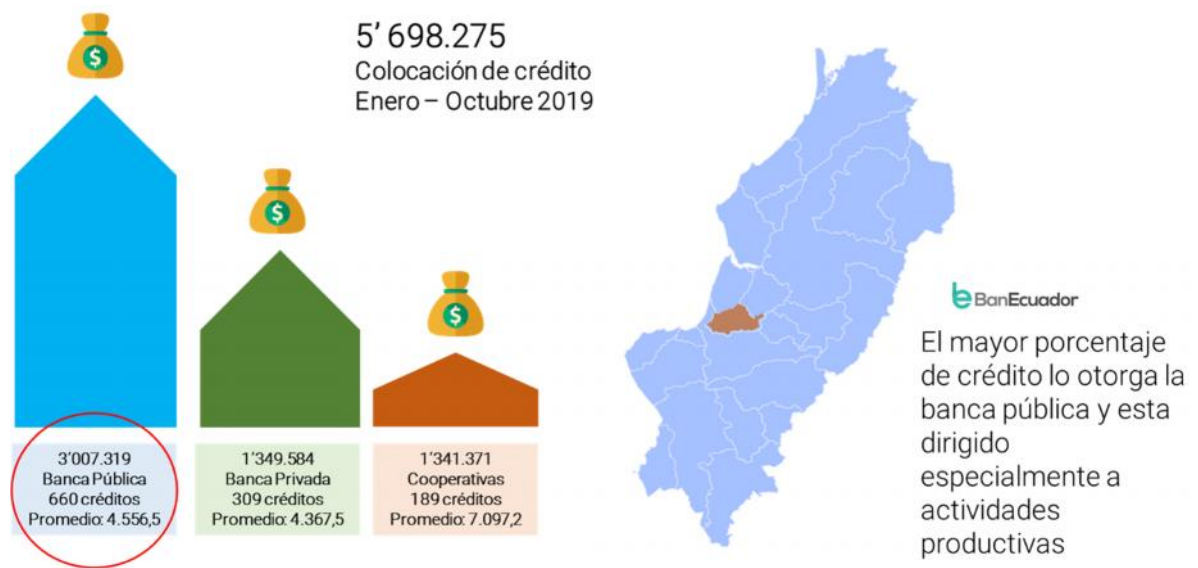 5' 698.275
Colocación de crédito
Enero – Octubre 2019
$
$
$
3'007.319
Banca Pública
660 créditos
Promedio: 4.556,5
1'349.584
Banca Privada
309 créditos
Promedio: 4.367,5
1'341.371
Cooperativas
189 créditos
Promedio: 7.097,2
BanEcuador
El mayor porcentaje
de crédito lo otorga la
banca pública y esta
dirigido
especialmente a
actividades
productivas